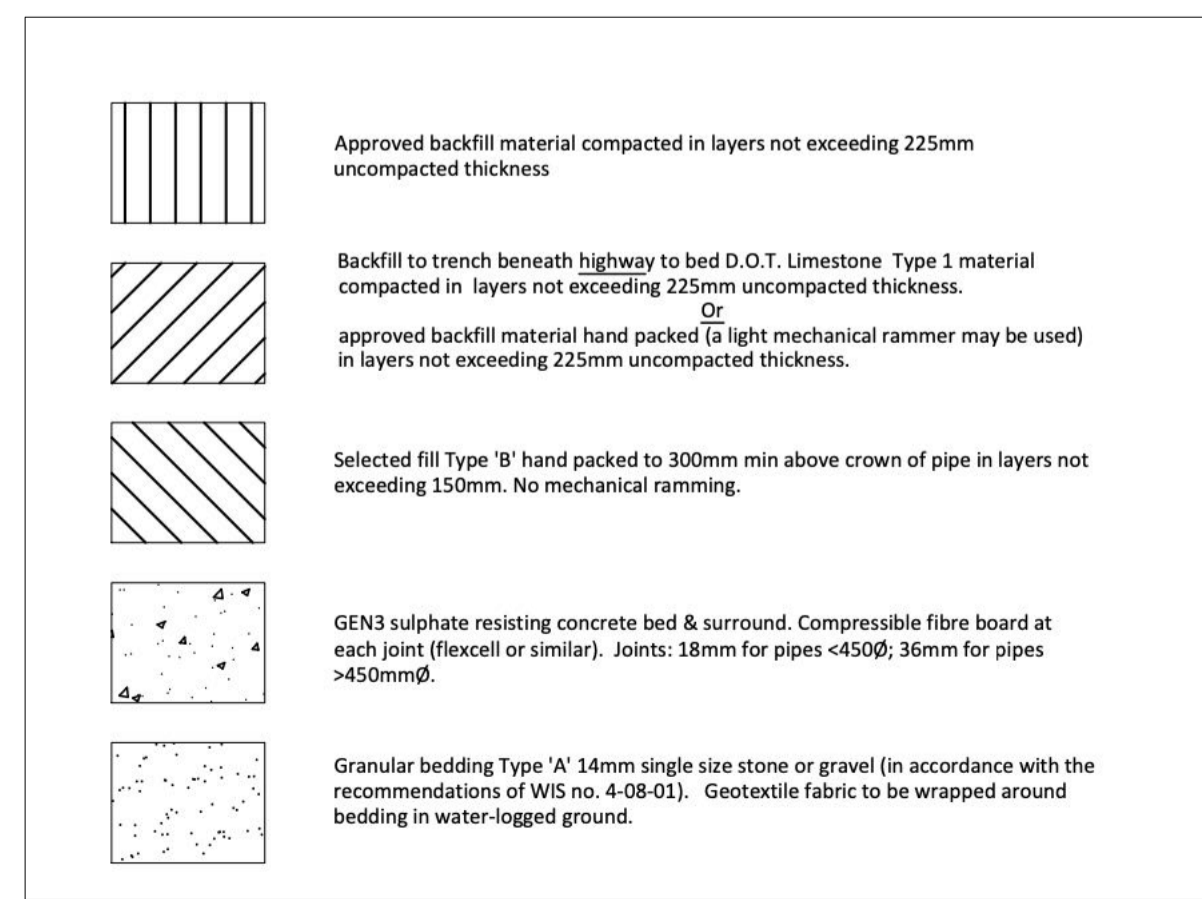 Approved backfill material compacted in layers not exceeding 225mm
uncompacted thickness
Backfill to trench beneath highway to bed D.O.T. Limestone Type 1 material
compacted in layers not exceeding 225mm uncompacted thickness.
Or
approved backfill material hand packed (a light mechanical rammer may be used)
in layers not exceeding 225mm uncompacted thickness.
Selected fill Type 'B' hand packed to 300mm min above crown of pipe in layers not
exceeding 150mm. No mechanical ramming.
GEN3 sulphate resisting concrete bed & surround. Compressible fibre board at
each joint (flexcell or similar). Joints: 18mm for pipes <450Ø; 36mm for pipes
>450mmØ.
Granular bedding Type 'A' 14mm single size stone or gravel (in accordance with the
recommendations of WIS no. 4-08-01). Geotextile fabric to be wrapped around
bedding in water-logged ground.